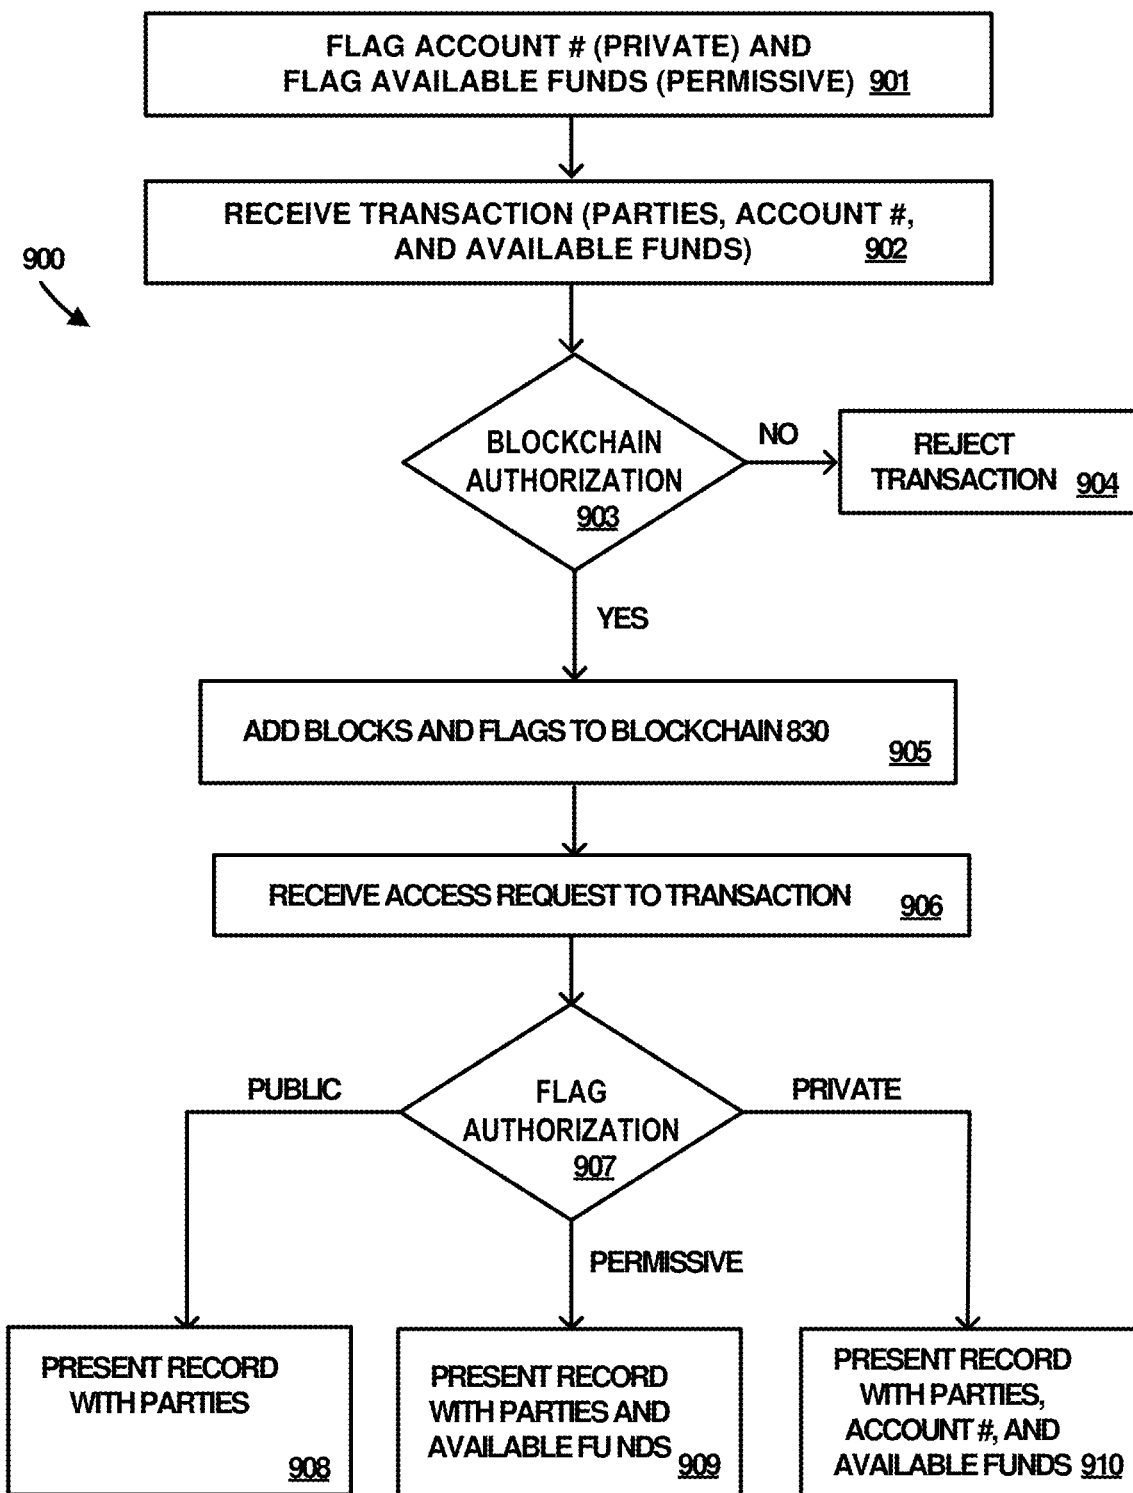 FLAG ACCOUNT # (PRIVATE) AND
FLAG AVAILABLE FUNDS (PERMISSIVE) 901
RECEIVE TRANSACTION (PARTIES, ACCOUNT #,
AND AVAILABLE FUNDS) 902
900
BLOCKCHAIN
AUTHORIZATION
903
NO
REJECT
TRANSACTION 904
YES
ADD BLOCKS AND FLAGS TO BLOCKCHAIN 830
905
RECEIVE ACCESS REQUEST TO TRANSACTION 906
PUBLIC
FLAG
AUTHORIZATION
907
PRIVATE
PERMISSIVE
PRESENT RECORD
WITH PARTIES
908
PRESENT RECORD
WITH PARTIES AND
AVAILABLE FU NDS 909
PRESENT RECORD
WITH PARTIES,
ACCOUNT #, AND
AVAILABLE FUNDS 910